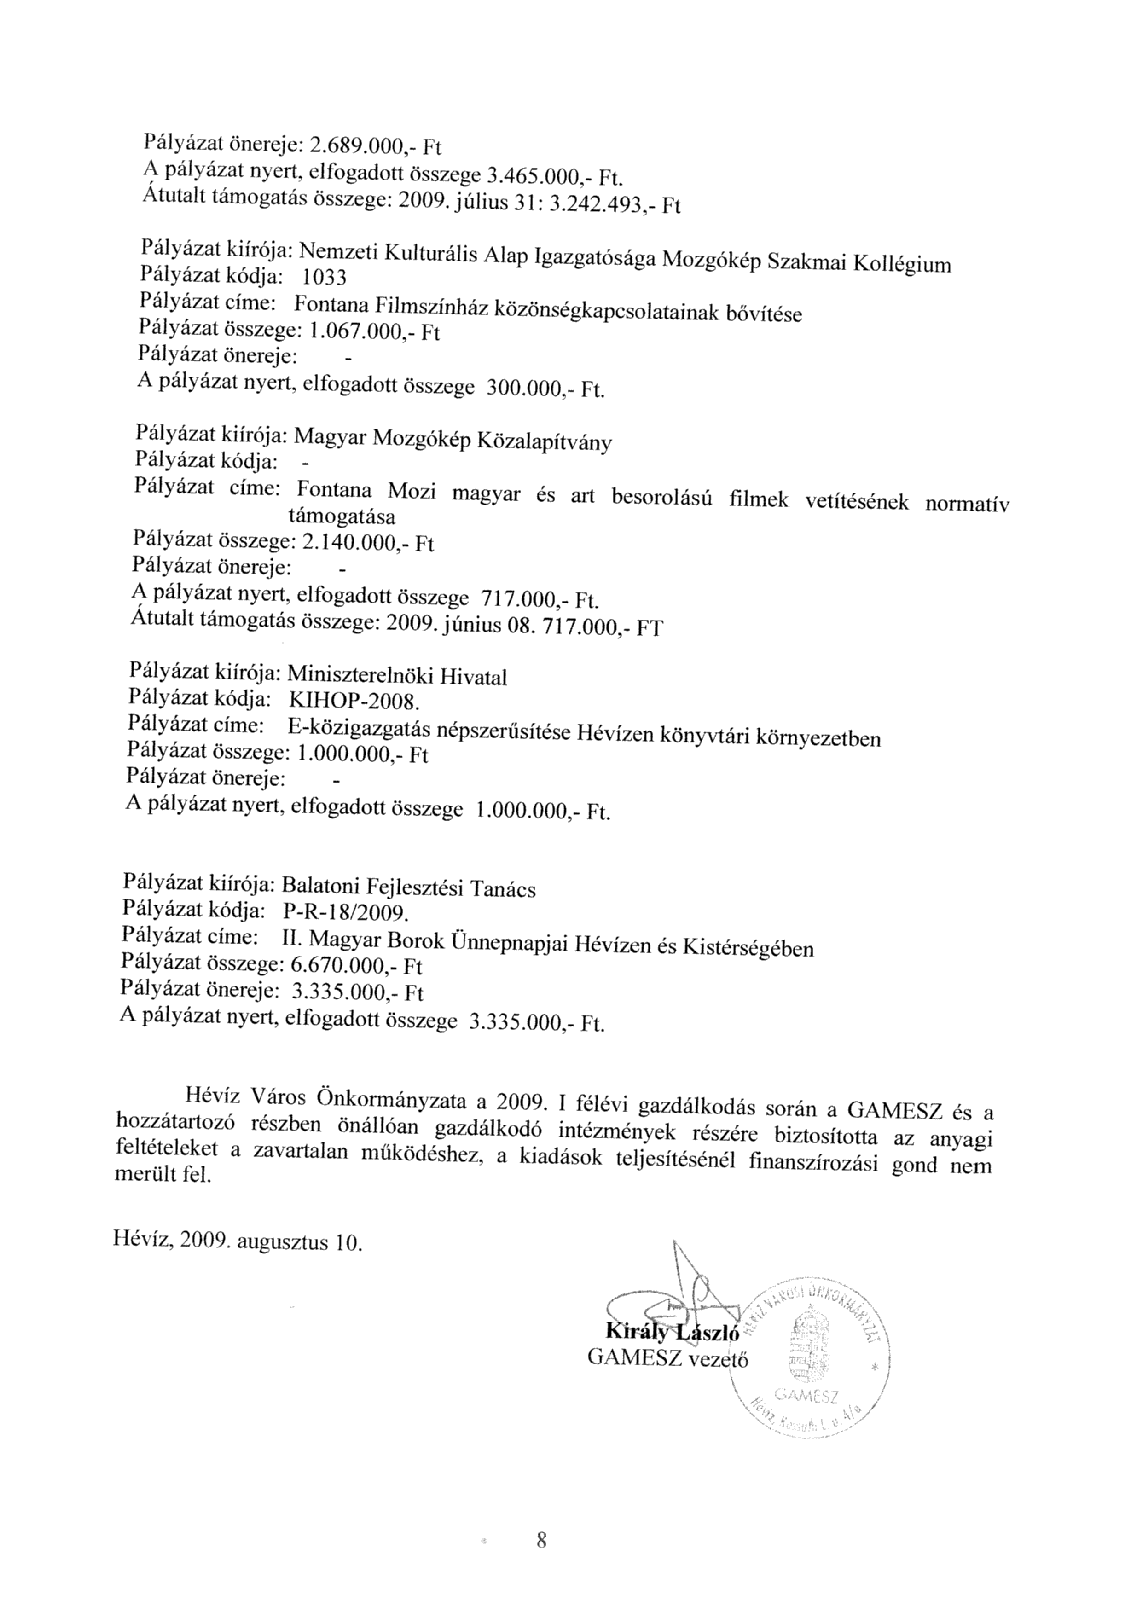 Pályázat önereje: 2.689.000,- Ft
A pályázat nyert, elfogadott összege 3.465.000,- Ft.
Átutalt támogatás összege: 2009. július 31: 3.242.493,- Ft
Pályázat kiírója: Nemzeti Kulturális Alap Igazgatósága Mozgókép Szakmai Kollégium
Pályázat kódja: 1033
Pályázat címe: Fontana Filmszínház közönségkapcsolatainak bővítése
Pályázat összege: 1.067.000,- Ft
Pályázat önereje: -
A pályázat nyert, elfogadott összege 300.000,- Ft.
Pályázat kiírója: Magyar Mozgókép Közalapítvány
Pályázat kódja: -
Pályázat címe: Fontana Mozi magyar és art besorolású filmek vetítésének normatív
támogatása
Pályázat összege: 2.140.000,- Ft
Pályázat önereje: -
A pályázat nyert, elfogadott összege 717.000,- Ft.
Átutalt támogatás összege: 2009. június 08. 717.000,- FT
Pályázat kiírója: Miniszterelnöki Hivatal
Pályázat kódja: KIHOP-2008.
Pályázat címe: E-közigazgatás népszerűsítése Hévízen könyvtári környezetben
Pályázat összege: 1.000.000,- Ft
Pályázat önereje: -
A pályázat nyert, elfogadott összege 1.000.000,- Ft.
Pályázat kiírója: Balatoni Fejlesztési Tanács
Pályázat kódja: P-R-18/2009.
Pályázat címe: II. Magyar Borok Ünnepnapjai Hévízen és Kistérségében
Pályázat összege: 6.670.000,- Ft
Pályázat önereje: 3.335.000,- Ft
A pályázat nyert, elfogadott összege 3.335.000,- Ft.
Hévíz Város Önkormányzata a 2009. I félévi gazdálkodás során a GAMESZ és a
hozzátartozó részben önállóan gazdálkodó intézmények részére biztosította az anyagi
feltételeket a zavartalan működéshez, a kiadások teljesítésénél finanszírozási gond nem
merült fel.
Hévíz, 2009. augusztus 10.
Király László
GAMESZ vezető
HÉVÍZ VÁROSI ÖNKORMÁNYZAT *
GAMESZ
Hévíz, Kossuth L. u. 4/a
8